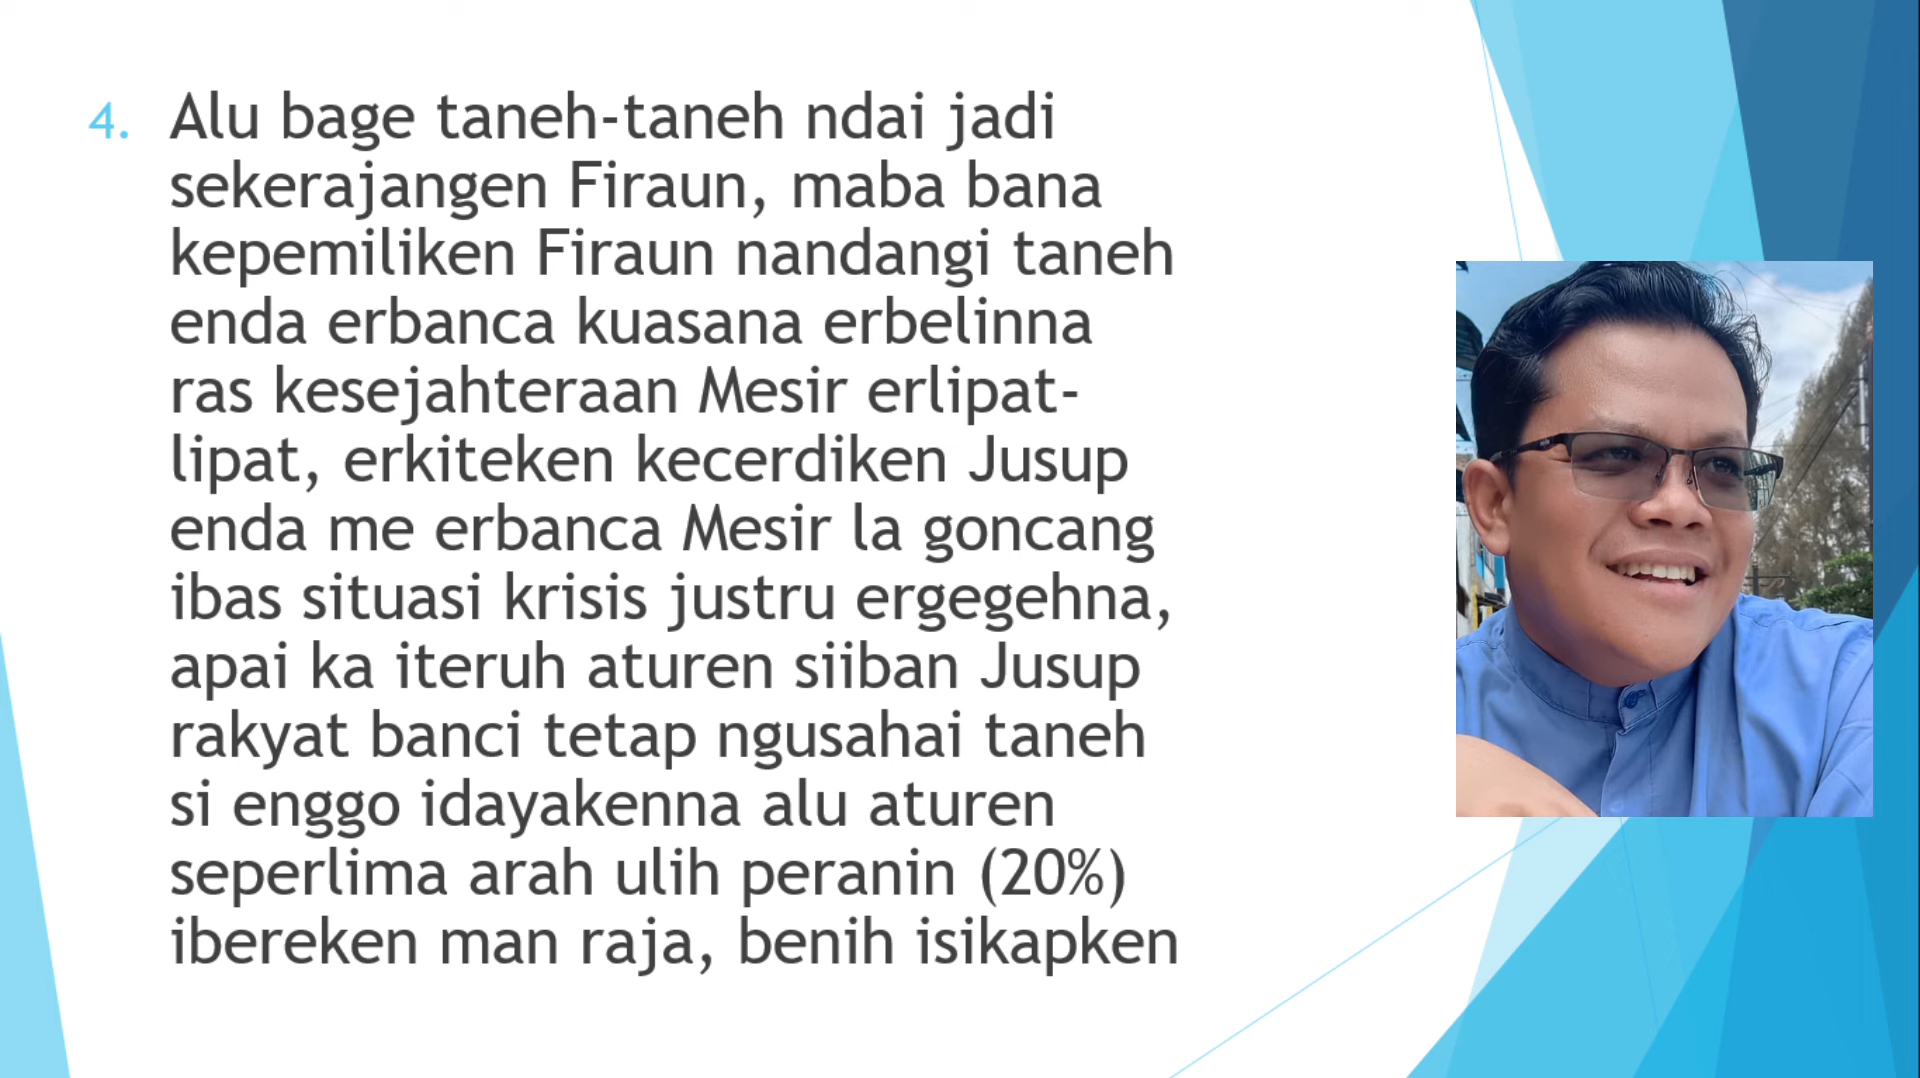 4. Alu bage taneh-taneh ndai jadi
sekerajangen Firaun, maba bana
kepemiliken Firaun nandangi taneh
enda erbanca kuasana erbelinna
ras kesejahteraan Mesir erlipat-
lipat, erkiteken kecerdiken Jusup
enda me erbanca Mesir la goncang
ibas situasi krisis justru ergegehna,
apai ka iteruh aturen siiban Jusup
rakyat banci tetap ngusahai taneh
si enggo idayakenna alu aturen
seperlima arah ulih peranin (20%)
ibereken man raja, benih isikapken